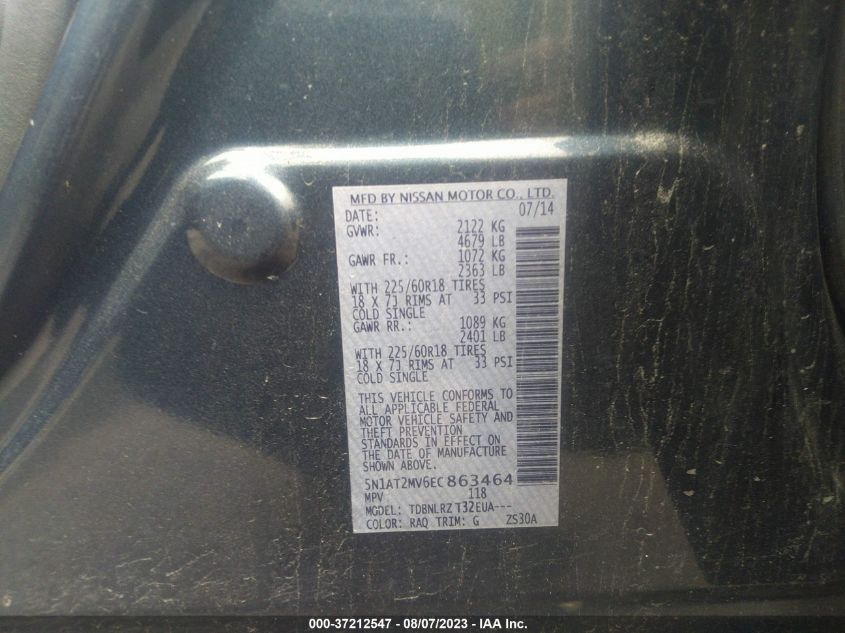 MFD BY NISSAN MOTOR CO., LTD.
DATE: 07/14
GVWR: 2122 KG
4679 LB
GAWR FR.: 1072 KG
2363 LB
WITH 225/60R18 TIRES
18 X 7J RIMS AT 33 PSI
COLD SINGLE
GAWR RR.: 1089 KG
2401 LB
WITH 225/60R18 TIRES
18 X 7J RIMS AT 33 PSI
COLD SINGLE
THIS VEHICLE CONFORMS TO
ALL APPLICABLE FEDERAL
MOTOR VEHICLE SAFETY AND
THEFT PREVENTION
STANDARDS IN EFFECT ON
THE DATE OF MANUFACTURE
SHOWN ABOVE.
5N1AT2MV6EC863464
MPV 118
MODEL: TDBNLRZ T32EUA---
COLOR: RAQ TRIM: G ZS30A
000-37212547 - 08/07/2023 - IAA Inc.